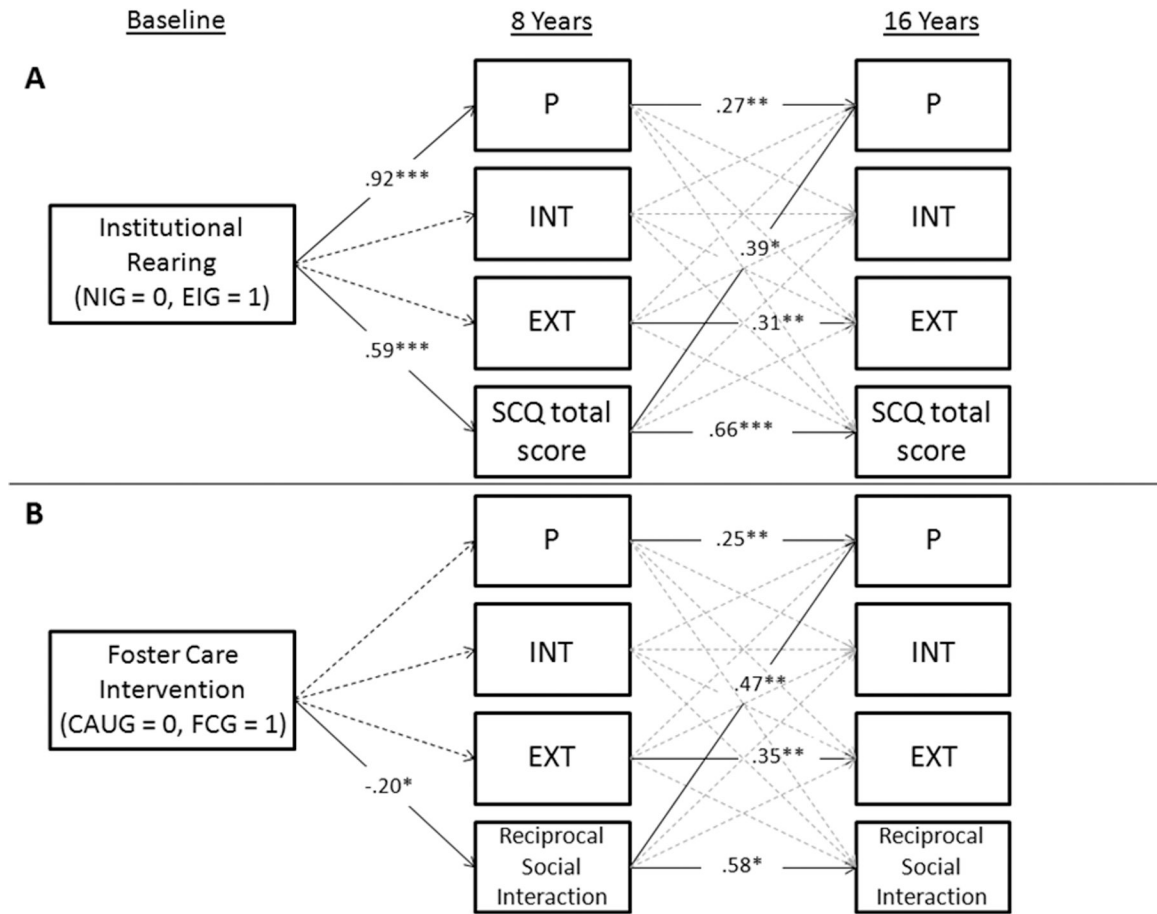 Baseline
8 Years
16 Years
A
P
.27**
P
.92***
INT
INT
Institutional
Rearing
(NIG = 0, EIG = 1)
.39*
EXT
.31**
EXT
.59***
SCQ total
score
.66***
SCQ total
score
B
P
.25**
P
INT
INT
Foster Care
Intervention
(CAUG = 0, FCG = 1)
.47**
EXT
.35**
EXT
-.20*
Reciprocal
Social
Interaction
.58*
Reciprocal
Social
Interaction